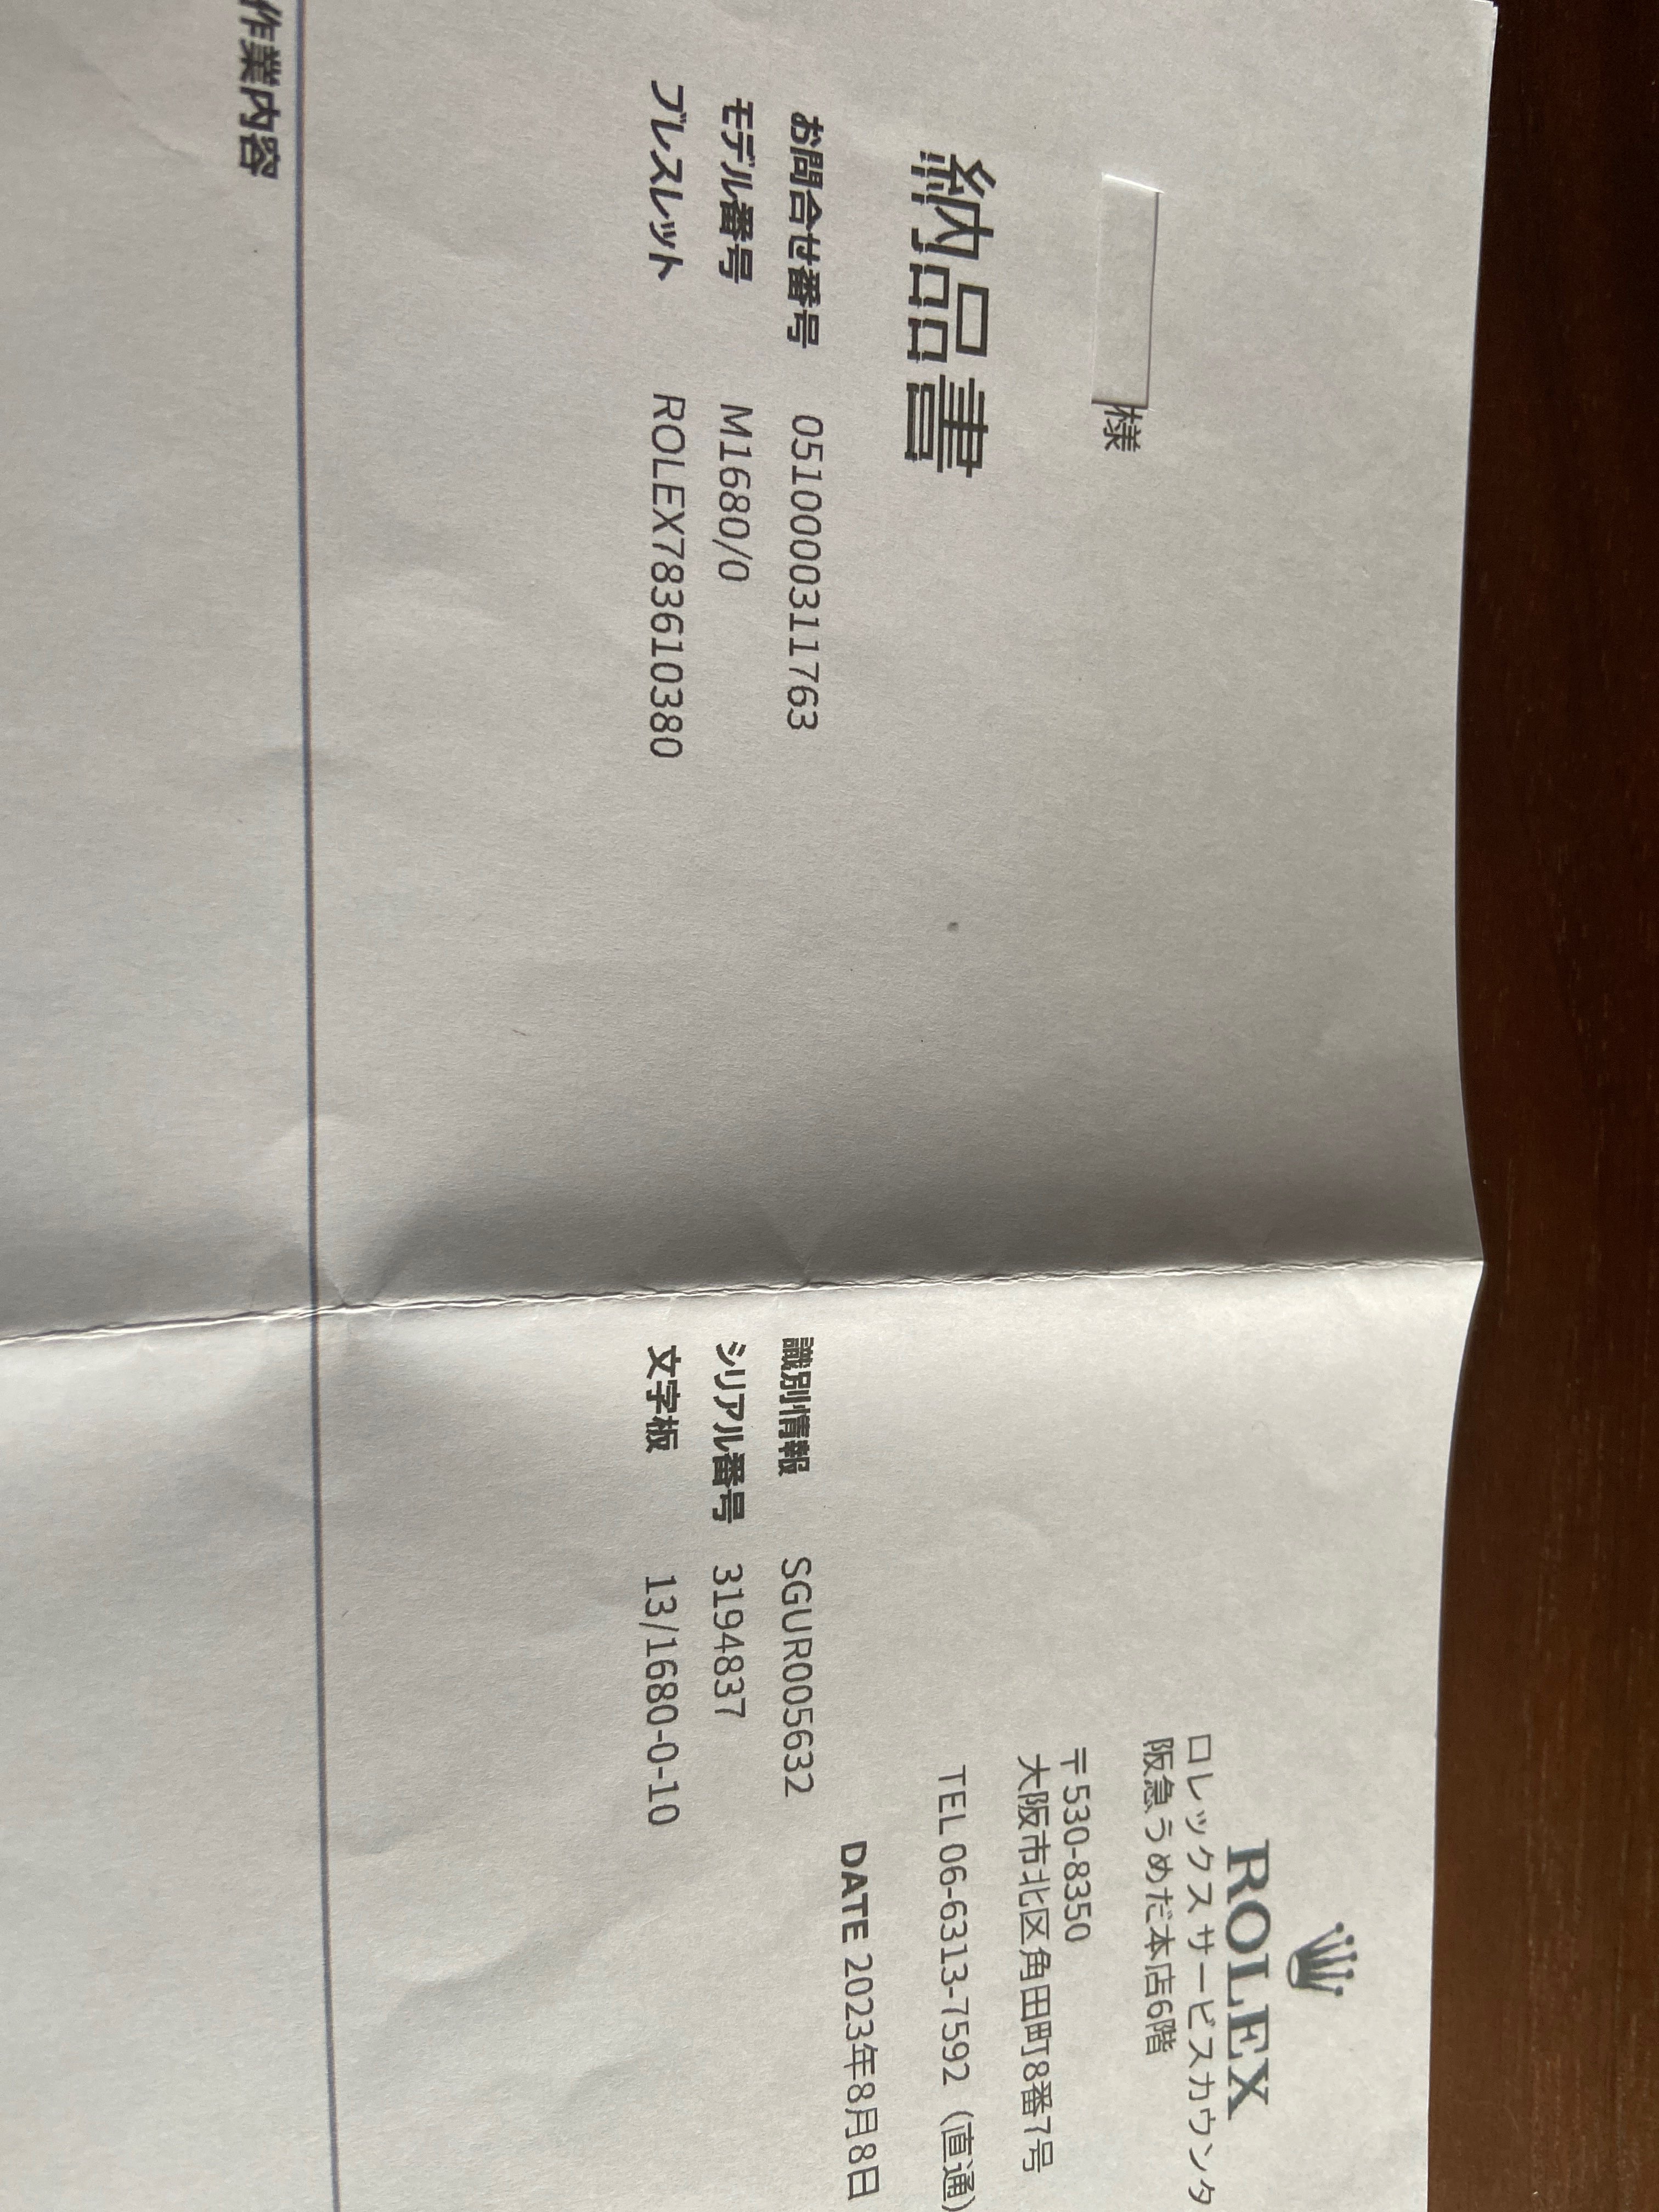 ROLEX
ロレックスサービスカウンタ
阪急うめだ本店6階
様
〒530-8350
大阪市北区角田町8番7号
TEL 06-6313-7592（直通）
納品書
DATE 2023年8月8日
お問合せ番号 0510000311763
識別情報 SGUR005632
モデル番号 M1680/0
シリアル番号 3194837
ブレスレット ROLEX783610380
文字板 13/1680-0-10
作業内容